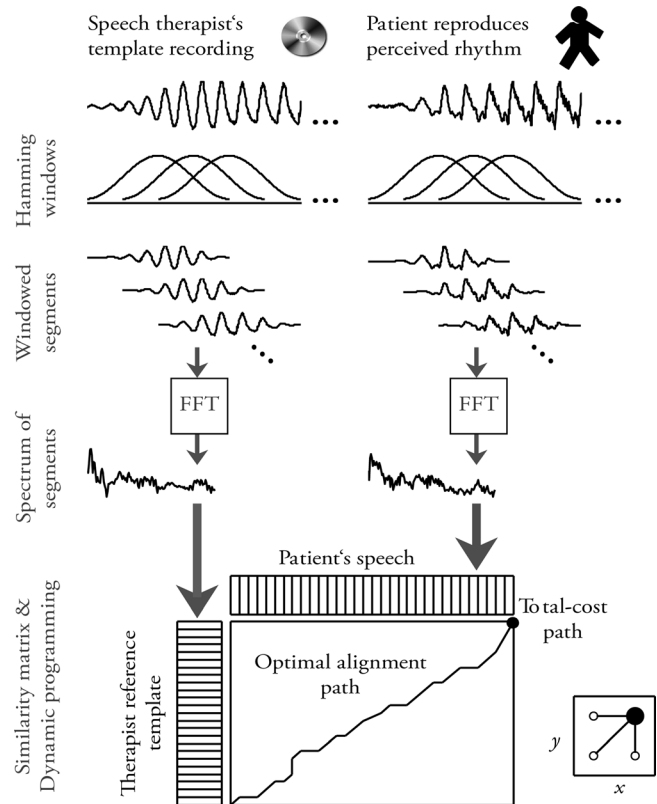 Speech therapist's
template recording
Patient reproduces
perceived rhythm
...
...
Hamming
windows
...
...
Windowed
segments
FFT
FFT
Spectrum of
segments
Patient's speech
Similarity matrix &
Dynamic programming
Therapist reference
template
Optimal alignment
path
To tal-cost
path
y
x